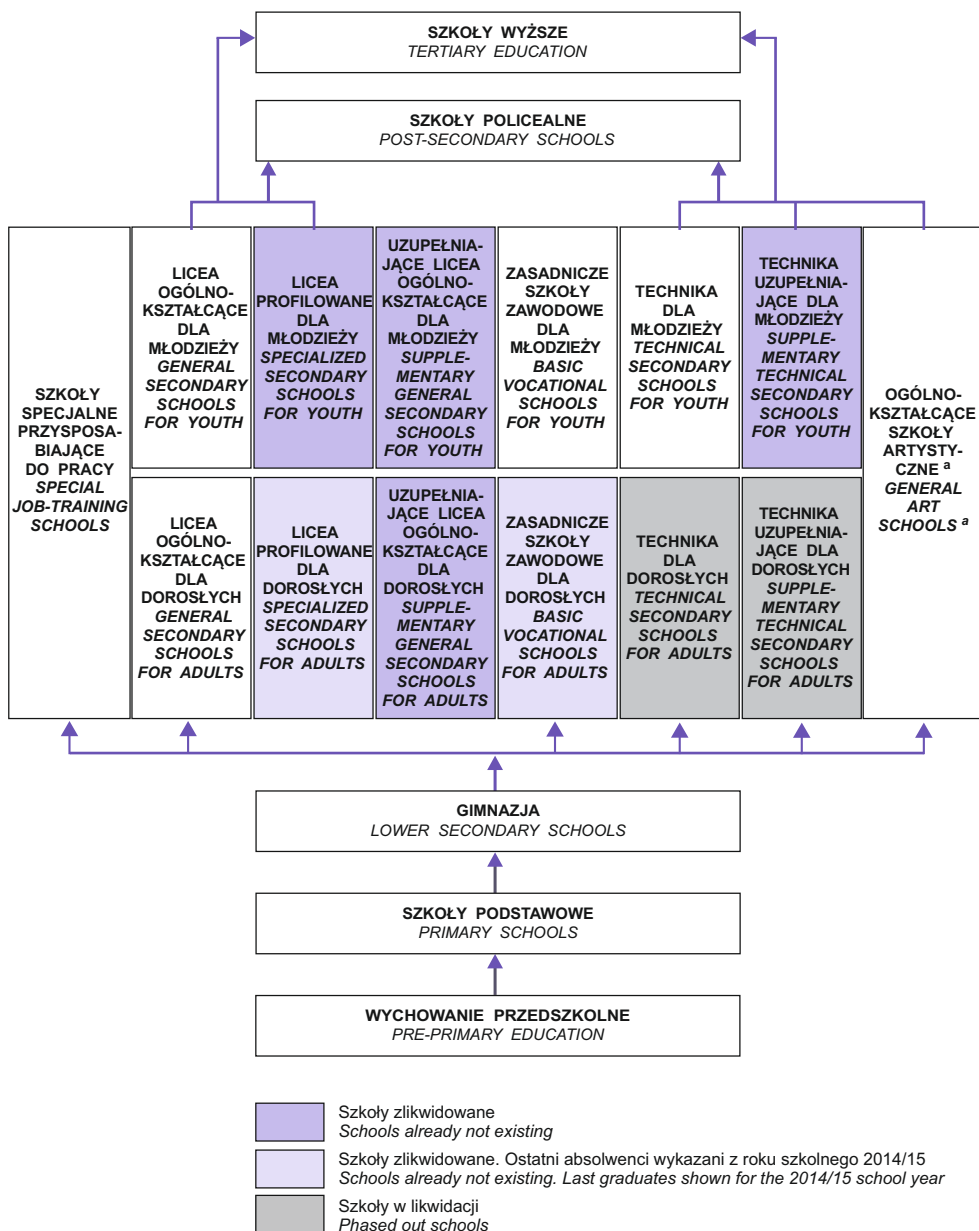 SZKOŁY WYŻSZE
TERTIARY EDUCATION
SZKOŁY POLICEALNE
POST-SECONDARY SCHOOLS
SZKOŁY
SPECJALNE
PRZYSPOSA-
BIAJĄCE
DO PRACY
SPECIAL
JOB-TRAINING
SCHOOLS
LICEA
OGÓLNO-
KSZTAŁCĄCE
DLA
MŁODZIEŻY
GENERAL
SECONDARY
SCHOOLS
FOR YOUTH
LICEA
PROFILOWANE
DLA
MŁODZIEŻY
SPECIALIZED
SECONDARY
SCHOOLS
FOR YOUTH
UZUPEŁNIA-
JĄCE LICEA
OGÓLNO-
KSZTAŁCĄCE
DLA
MŁODZIEŻY
SUPPLE-
MENTARY
GENERAL
SECONDARY
SCHOOLS
FOR YOUTH
ZASADNICZE
SZKOŁY
ZAWODOWE
DLA
MŁODZIEŻY
BASIC
VOCATIONAL
SCHOOLS
FOR YOUTH
TECHNIKA
DLA
MŁODZIEŻY
TECHNICAL
SECONDARY
SCHOOLS
FOR YOUTH
TECHNIKA
UZUPEŁNIA-
JĄCE DLA
MŁODZIEŻY
SUPPLE-
MENTARY
TECHNICAL
SECONDARY
SCHOOLS
FOR YOUTH
OGÓLNO-
KSZTAŁCĄCE
SZKOŁY
ARTYSTY-
CZNE a
GENERAL
ART
SCHOOLS a
LICEA
OGÓLNO-
KSZTAŁCĄCE
DLA
DOROSŁYCH
GENERAL
SECONDARY
SCHOOLS
FOR ADULTS
LICEA
PROFILOWANE
DLA
DOROSŁYCH
SPECIALIZED
SECONDARY
SCHOOLS
FOR ADULTS
UZUPEŁNIA-
JĄCE LICEA
OGÓLNO-
KSZTAŁCĄCE
DLA
DOROSŁYCH
SUPPLE-
MENTARY
GENERAL
SECONDARY
SCHOOLS
FOR ADULTS
ZASADNICZE
SZKOŁY
ZAWODOWE
DLA
DOROSŁYCH
BASIC
VOCATIONAL
SCHOOLS
FOR ADULTS
TECHNIKA
DLA
DOROSŁYCH
TECHNICAL
SECONDARY
SCHOOLS
FOR ADULTS
TECHNIKA
UZUPEŁNIA-
JĄCE DLA
DOROSŁYCH
SUPPLE-
MENTARY
TECHNICAL
SECONDARY
SCHOOLS
FOR ADULTS
GIMNAZJA
LOWER SECONDARY SCHOOLS
SZKOŁY PODSTAWOWE
PRIMARY SCHOOLS
WYCHOWANIE PRZEDSZKOLNE
PRE-PRIMARY EDUCATION
Szkoły zlikwidowane
Schools already not existing
Szkoły zlikwidowane. Ostatni absolwenci wykazani z roku szkolnego 2014/15
Schools already not existing. Last graduates shown for the 2014/15 school year
Szkoły w likwidacji
Phased out schools